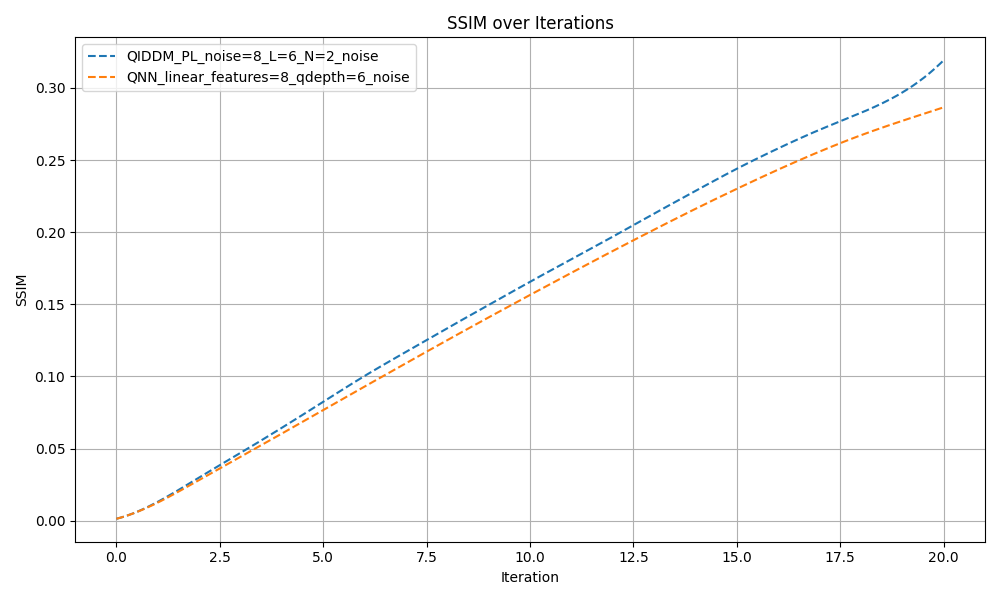 SSIM over Iterations
QIDDM_PL_noise=8_L=6_N=2_noise
QNN_linear_features=8_qdepth=6_noise
SSIM
0.30
0.25
0.20
0.15
0.10
0.05
0.00
0.0 2.5 5.0 7.5 10.0 12.5 15.0 17.5 20.0
Iteration